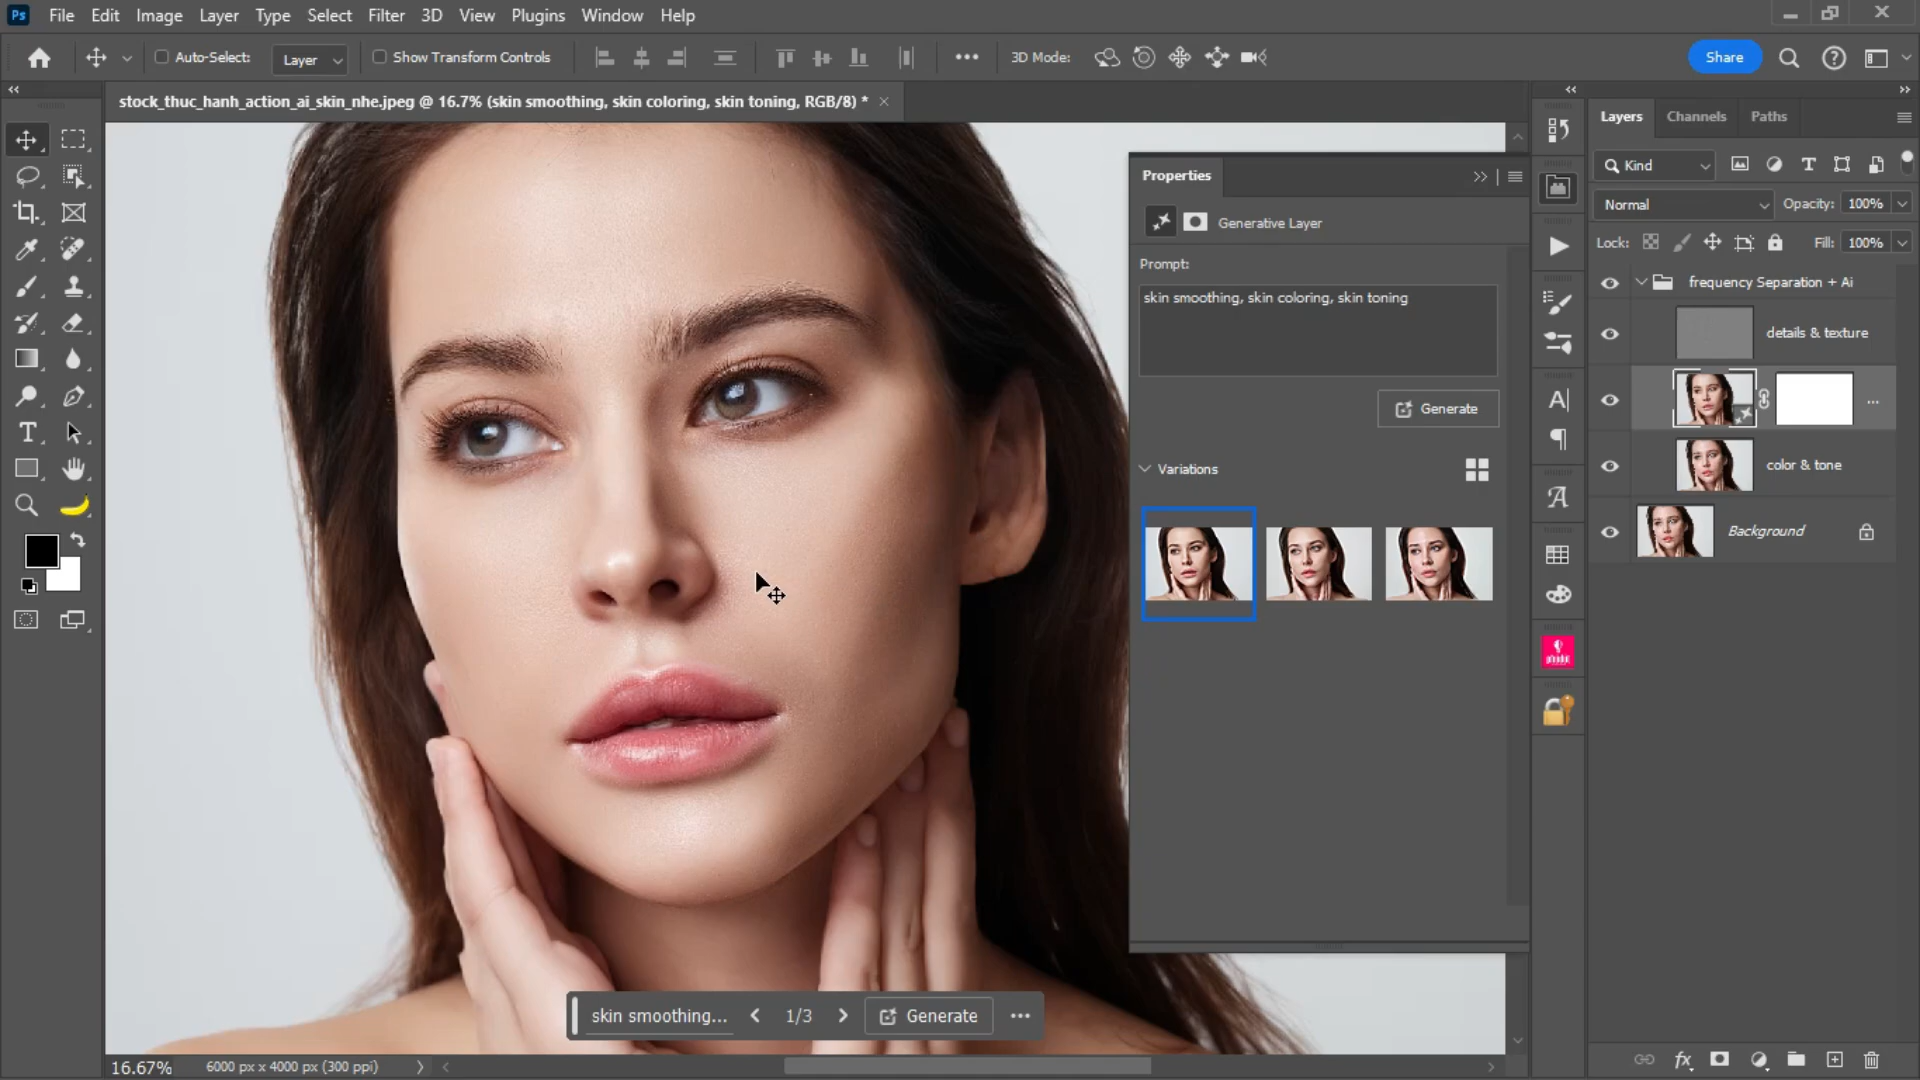 Ps File Edit Image Layer Type Select Filter 3D View Plugins Window Help
Auto-Select: Layer Show Transform Controls 3D Mode: Share
stock_thuc_hanh_action_ai_skin_nhe.jpeg @ 16.7% (skin smoothing, skin coloring, skin toning, RGB/8) *
Properties
Generative Layer
Prompt:
skin smoothing, skin coloring, skin toning
Generate
Variations
Layers Channels Paths
Kind
Normal Opacity: 100%
Lock: Fill: 100%
frequency Separation + Ai
details & texture
color & tone
Background
skin smoothing... 1/3 Generate
16.67% 6000 px x 4000 px (300 ppi)